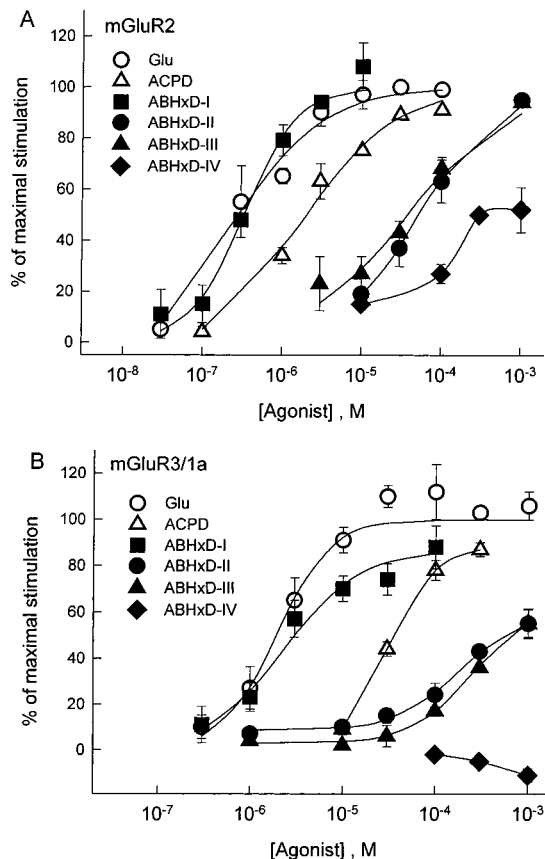 A
mGluR2
Glu
ACPD
ABHxD-I
ABHxD-II
ABHxD-III
ABHxD-IV
% of maximal stimulation
120
100
80
60
40
20
0
10⁻⁸ 10⁻⁷ 10⁻⁶ 10⁻⁵ 10⁻⁴ 10⁻³
[Agonist] , M
B
mGluR3/1a
Glu
ACPD
ABHxD-I
ABHxD-II
ABHxD-III
ABHxD-IV
% of maximal stimulation
120
100
80
60
40
20
0
10⁻⁷ 10⁻⁶ 10⁻⁵ 10⁻⁴ 10⁻³
[Agonist] , M